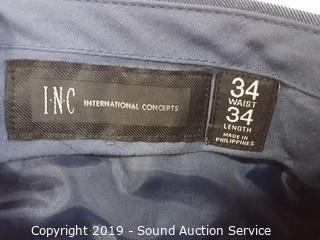 I·N·C INTERNATIONAL CONCEPTS
34
WAIST
34
LENGTH
MADE IN
PHILIPPINES
Copyright 2019 - Sound Auction Service